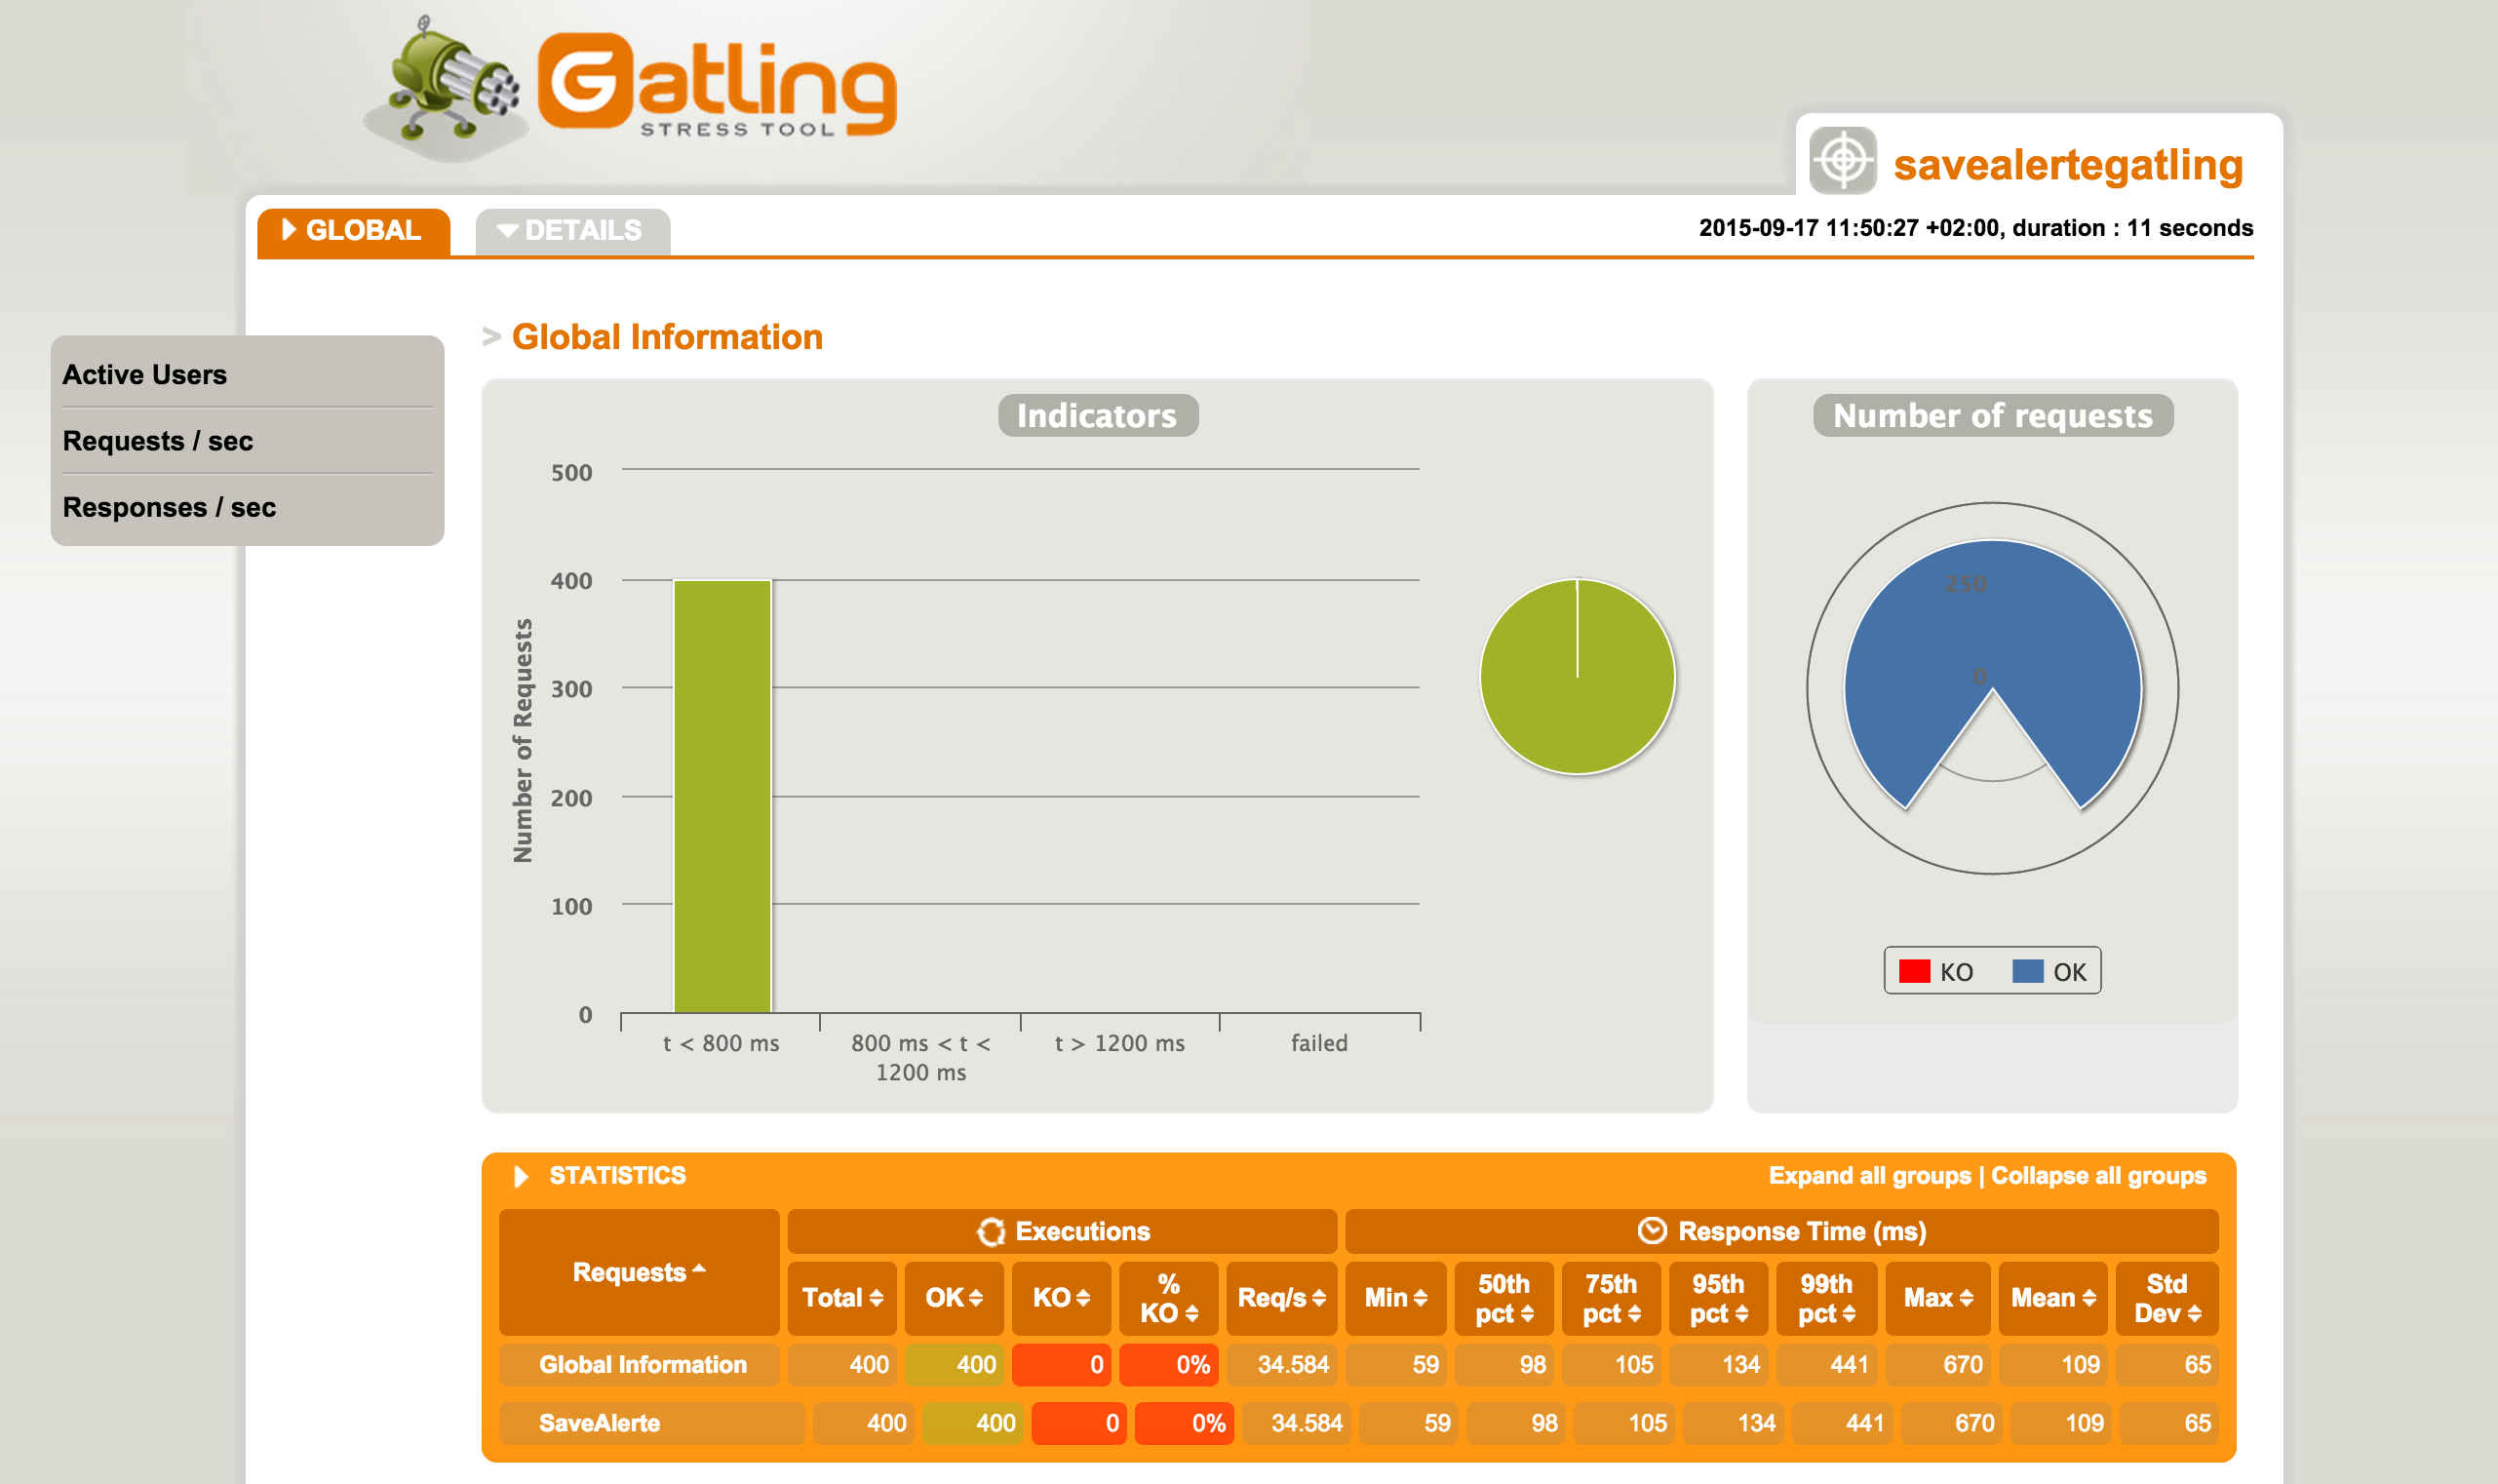 Gatling
STRESS TOOL
savealertegatling
GLOBAL DETAILS 2015-09-17 11:50:27 +02:00, duration : 11 seconds
Active Users
Requests / sec
Responses / sec
> Global Information
Indicators
Number of Requests
500
400
300
200
100
0
t < 800 ms
800 ms < t <
1200 ms
t > 1200 ms
failed
Number of requests
250
0
KO OK
STATISTICS Expand all groups | Collapse all groups
Requests
Executions
Response Time (ms)
Total
OK
KO
%
KO
Req/s
Min
50th
pct
75th
pct
95th
pct
99th
pct
Max
Mean
Std
Dev
Global Information 400 400 0 0% 34.584 59 98 105 134 441 670 109 65
SaveAlerte 400 400 0 0% 34.584 59 98 105 134 441 670 109 65